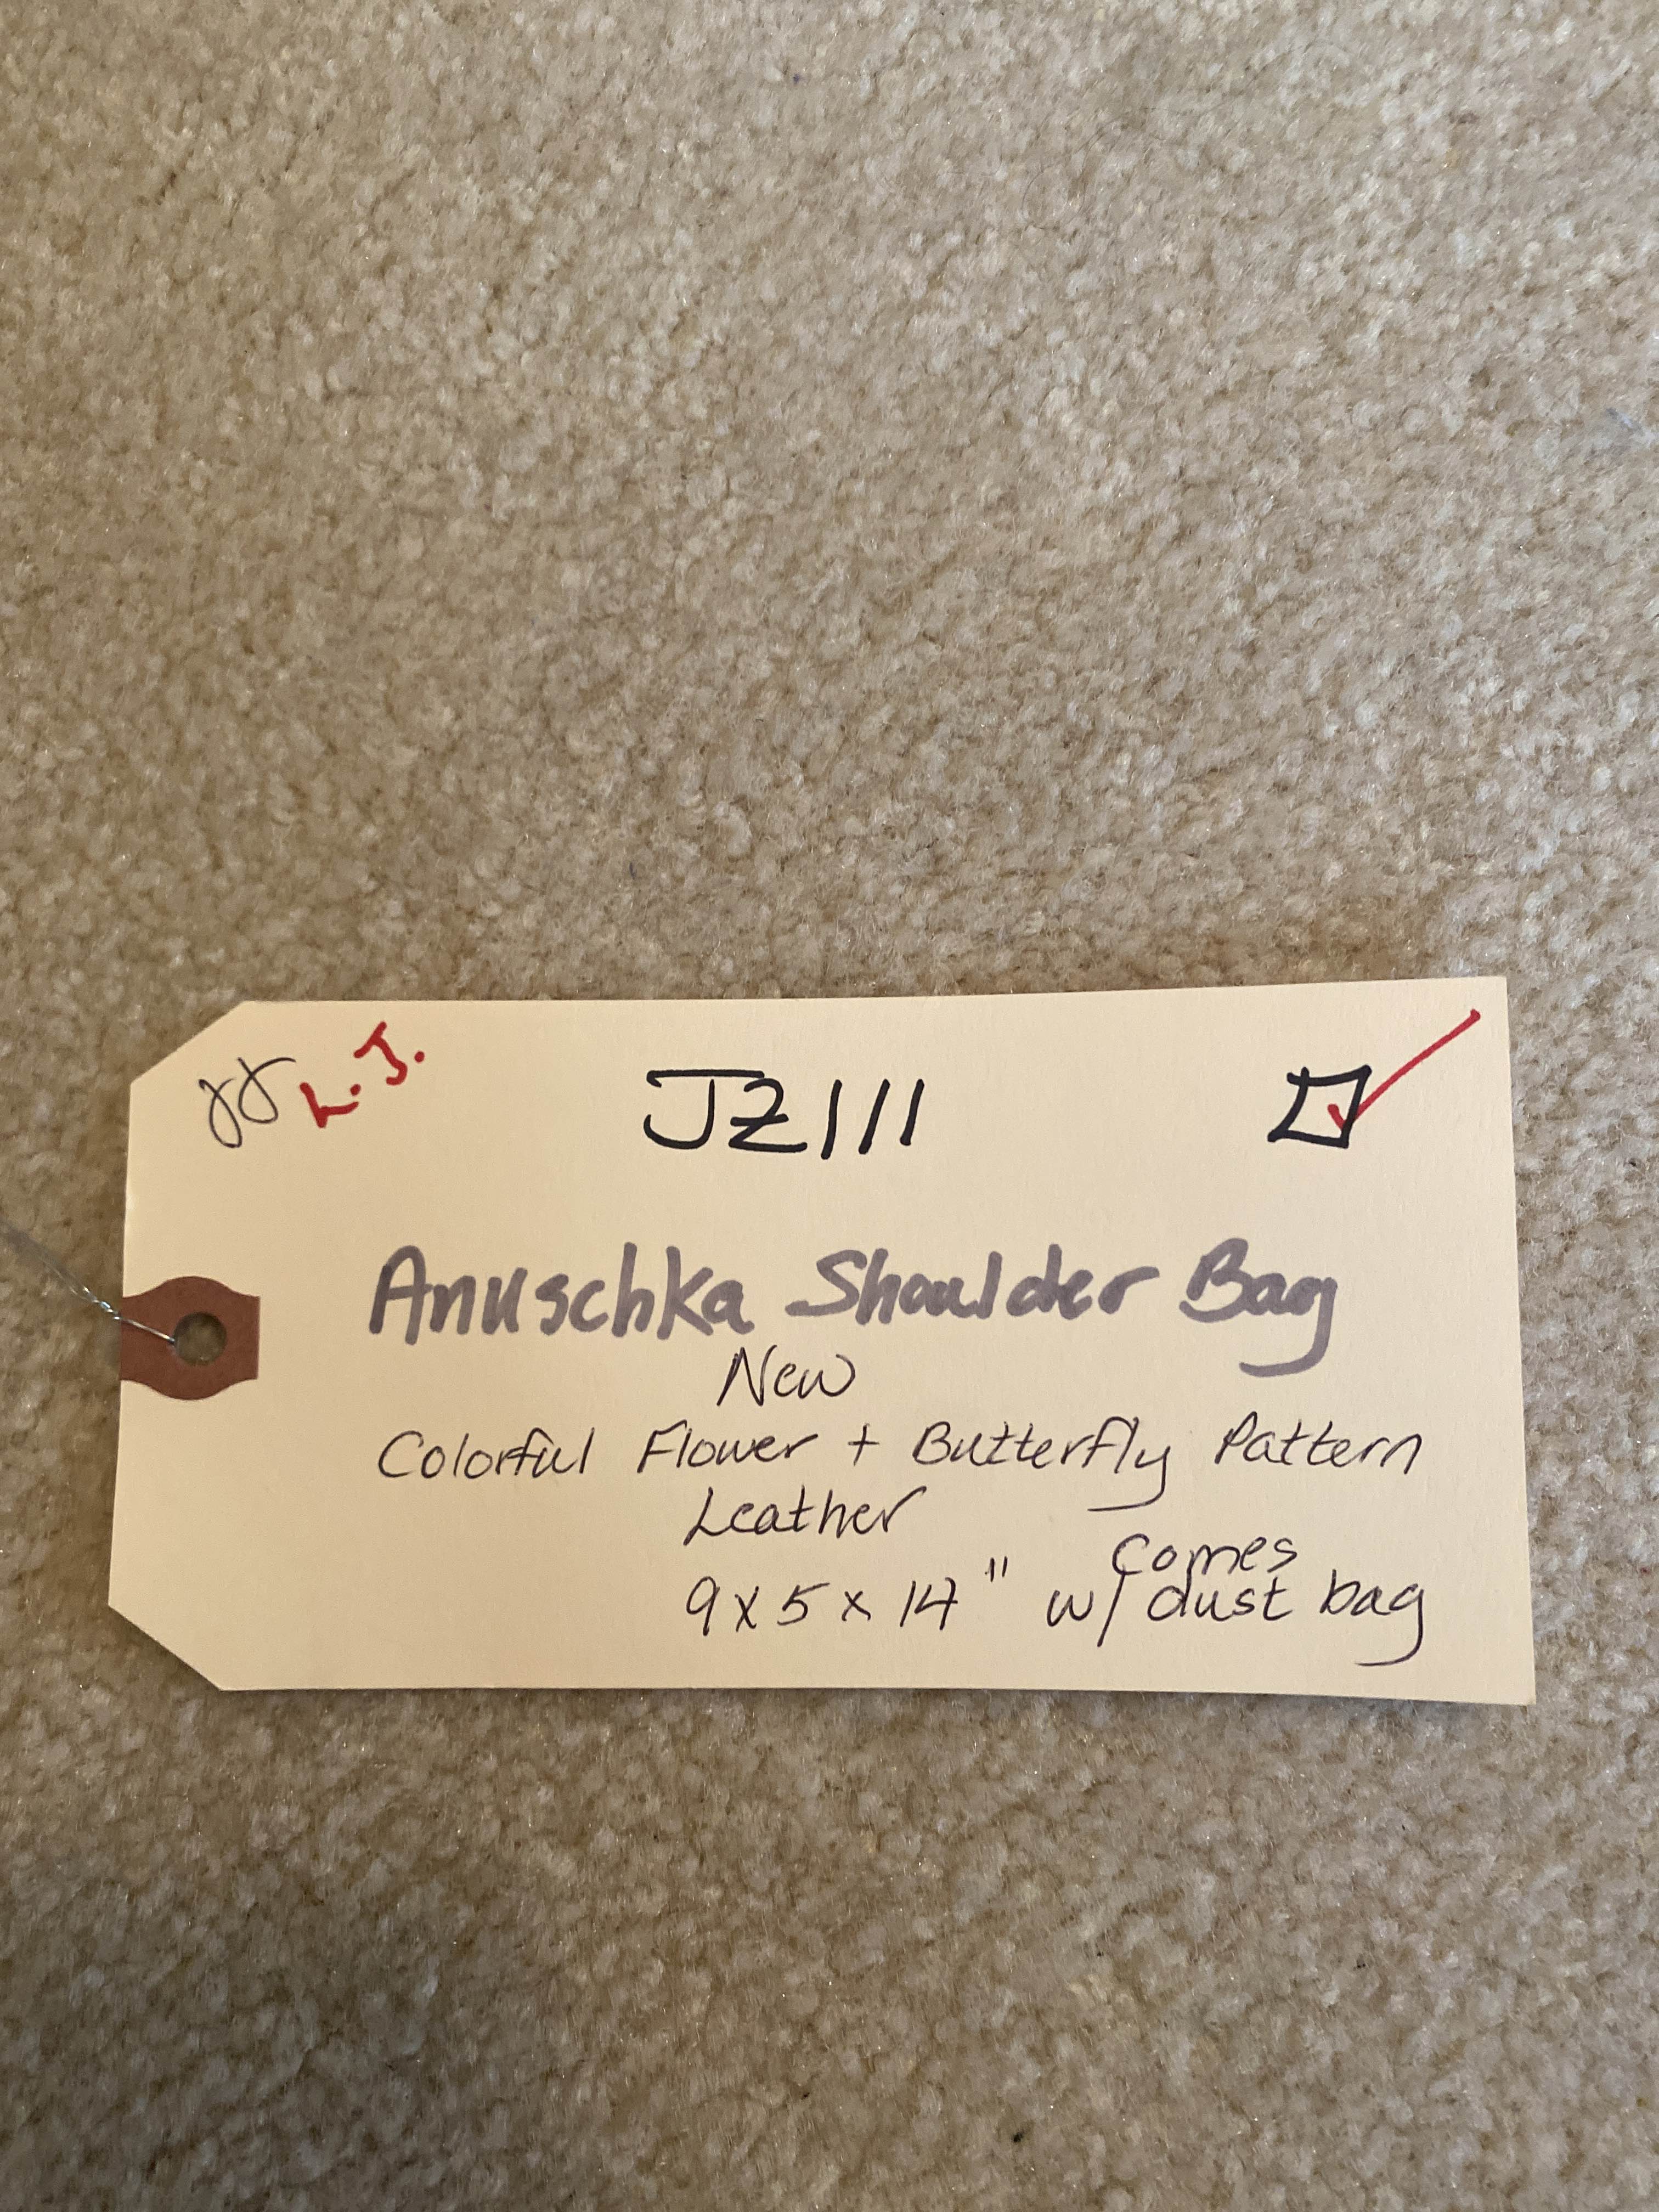 JJ L.J.
JZ111
Anuschka Shoulder Bag
New
Colorful Flower + Butterfly Pattern
Leather
Comes
9 x 5 x 14" w/ dust bag